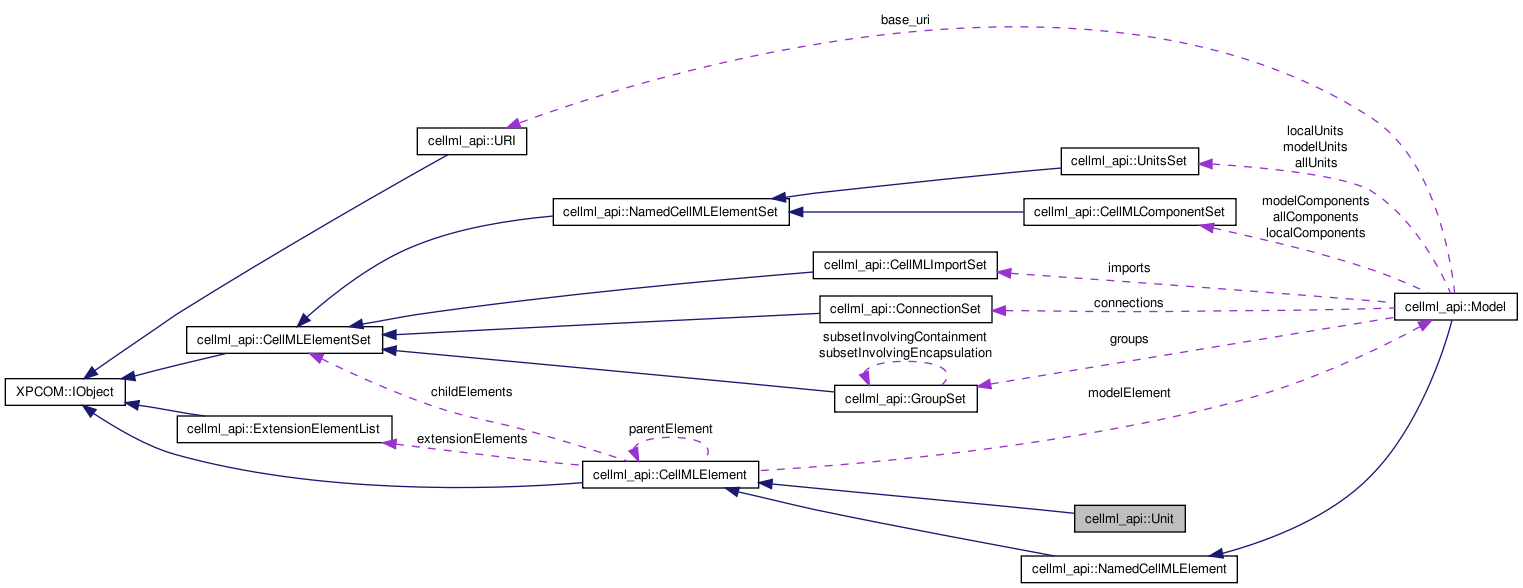 base_uri
cellml_api::URI
localUnits
modelUnits
allUnits
cellml_api::UnitsSet
modelComponents
allComponents
localComponents
cellml_api::NamedCellMLElementSet
cellml_api::CellMLComponentSet
cellml_api::CellMLImportSet
imports
cellml_api::ConnectionSet
connections
cellml_api::Model
cellml_api::CellMLElementSet
subsetInvolvingContainment
subsetInvolvingEncapsulation
groups
XPCOM::IObject
childElements
cellml_api::GroupSet
modelElement
cellml_api::ExtensionElementList
extensionElements
parentElement
cellml_api::CellMLElement
cellml_api::Unit
cellml_api::NamedCellMLElement